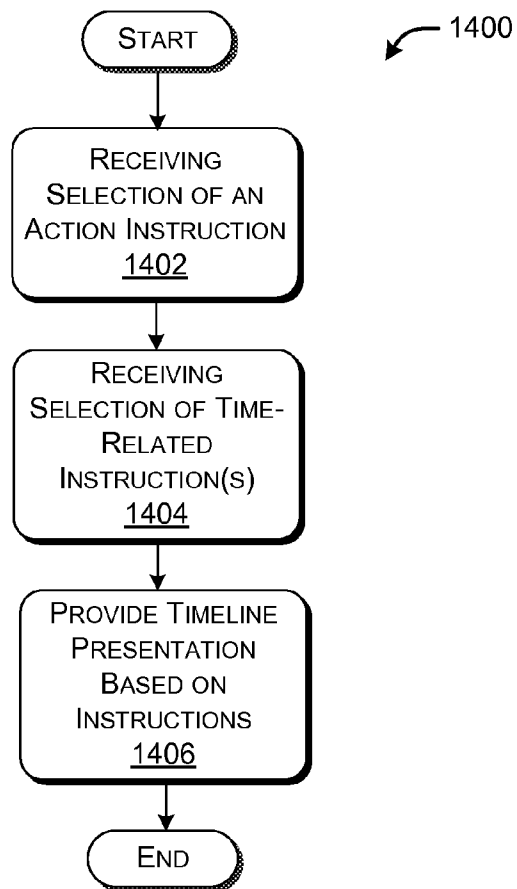 START
1400
RECEIVING
SELECTION OF AN
ACTION INSTRUCTION
1402
RECEIVING
SELECTION OF TIME-
RELATED
INSTRUCTION(S)
1404
PROVIDE TIMELINE
PRESENTATION
BASED ON
INSTRUCTIONS
1406
END